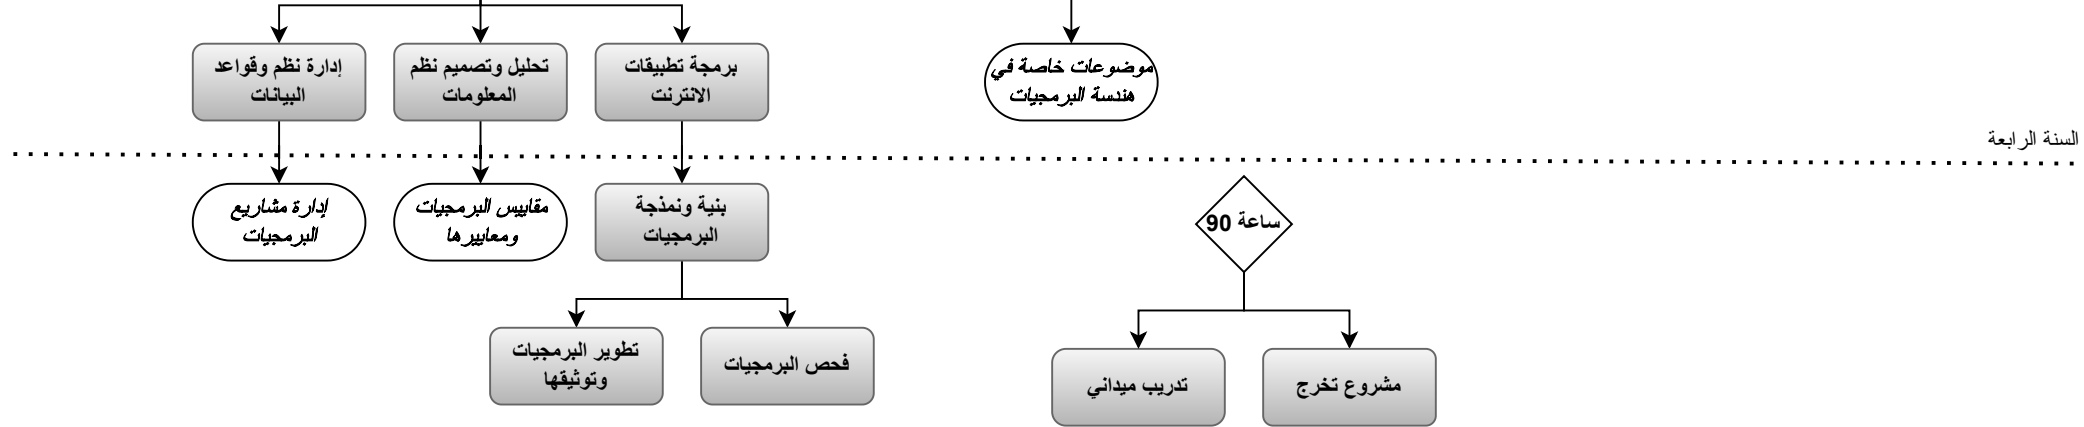 موضوعات خاصة في
هندسة البرمجيات
برمجة تطبيقات
الانترنت
تحليل وتصميم نظم
المعلومات
إدارة نظم وقواعد
البيانات
السنة الرابعة
90 ساعة
بنية ونمذجة
البرمجيات
مقاييس البرمجيات
ومعاييرها
إدارة مشاريع
البرمجيات
مشروع تخرج
تدريب ميداني
فحص البرمجيات
تطوير البرمجيات
وتوثيقها